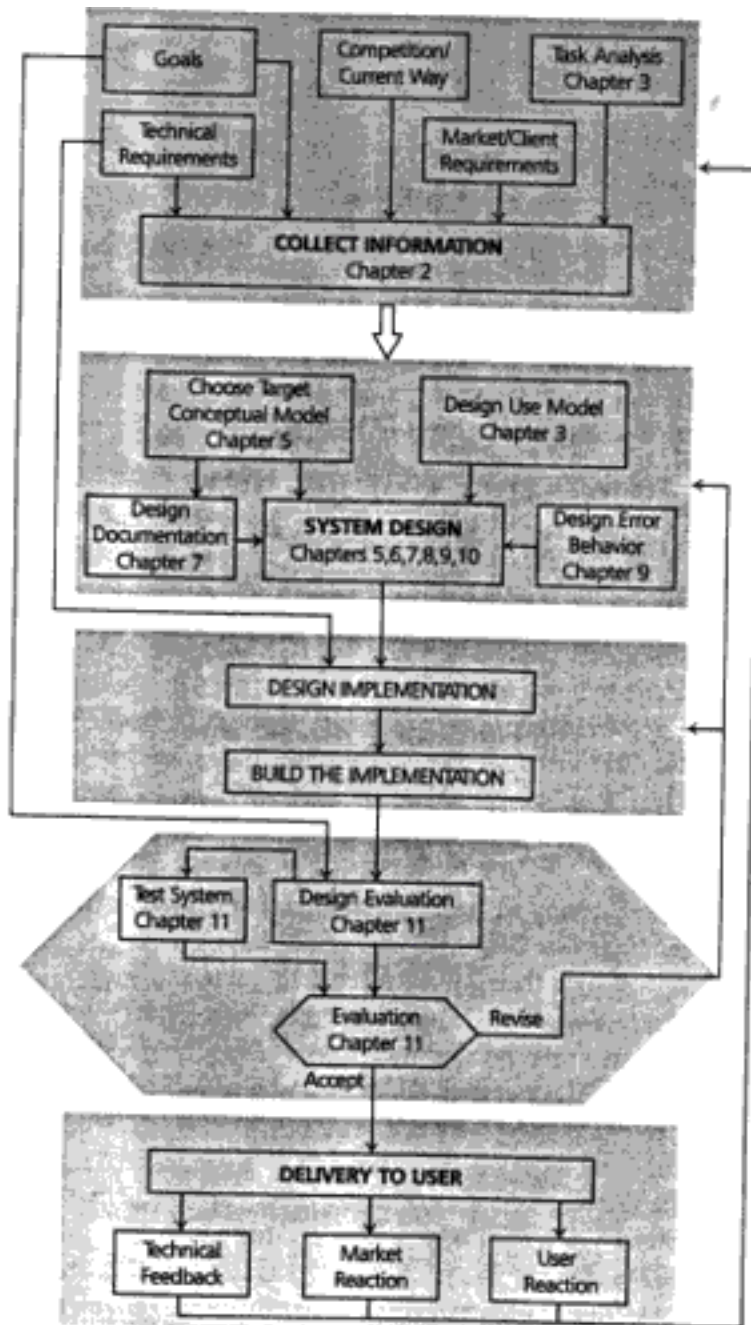 Goals
Competition/
Current Way
Task Analysis
Chapter 3
Technical
Requirements
Market/Client
Requirements
COLLECT INFORMATION
Chapter 2
Choose Target
Conceptual Model
Chapter 5
Design Use Model
Chapter 3
Design
Documentation
Chapter 7
SYSTEM DESIGN
Chapters 5,6,7,8,9,10
Design Error
Behavior
Chapter 9
DESIGN IMPLEMENTATION
BUILD THE IMPLEMENTATION
Test System
Chapter 11
Design Evaluation
Chapter 11
Evaluation
Chapter 11
Revise
Accept
DELIVERY TO USER
Technical
Feedback
Market
Reaction
User
Reaction